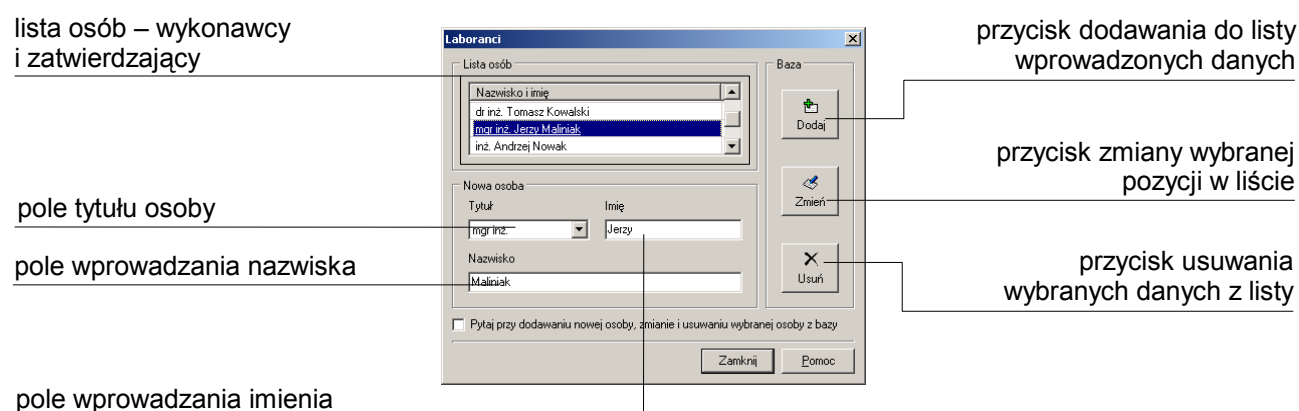 lista osób – wykonawcy
i zatwierdzający
przycisk dodawania do listy
wprowadzonych danych
Laboranci
Lista osób
Nazwisko i imię
dr inż. Tomasz Kowalski
mgr inż. Jerzy Maliniak
inż. Andrzej Nowak
Baza
Dodaj
przycisk zmiany wybranej
pozycji w liście
Zmień
Nowa osoba
Tytuł Imię
mgr inż. Jerzy
pole tytułu osoby
Nazwisko
Maliniak
pole wprowadzania nazwiska
Usuń
przycisk usuwania
wybranych danych z listy
Pytaj przy dodawaniu nowej osoby, zmianie i usuwaniu wybranej osoby z bazy
Zamknij Pomoc
pole wprowadzania imienia